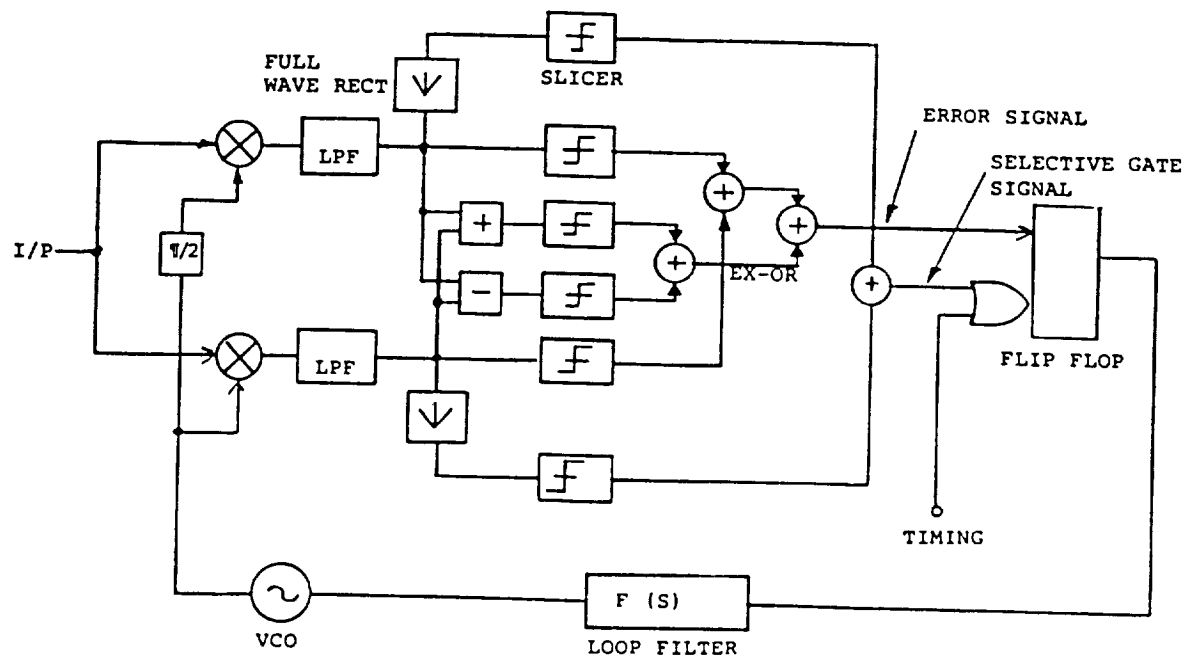 FULL
WAVE RECT
SLICER
ERROR SIGNAL
SELECTIVE GATE
SIGNAL
LPF
I/P
π/2
+
+
+
+
−
+
EX-OR
+
LPF
FLIP FLOP
TIMING
F (S)
VCO
LOOP FILTER